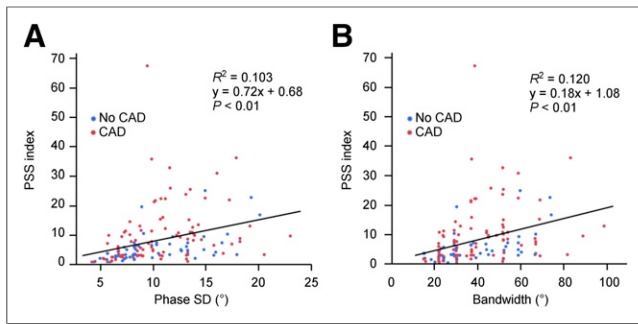 A
70
60
50
40
30
20
10
0
PSS index
R² = 0.103
y = 0.72x + 0.68
P < 0.01
No CAD
CAD
5 10 15 20 25
Phase SD (°)
B
70
60
50
40
30
20
10
0
PSS index
R² = 0.120
y = 0.18x + 1.08
P < 0.01
No CAD
CAD
0 20 40 60 80 100
Bandwidth (°)